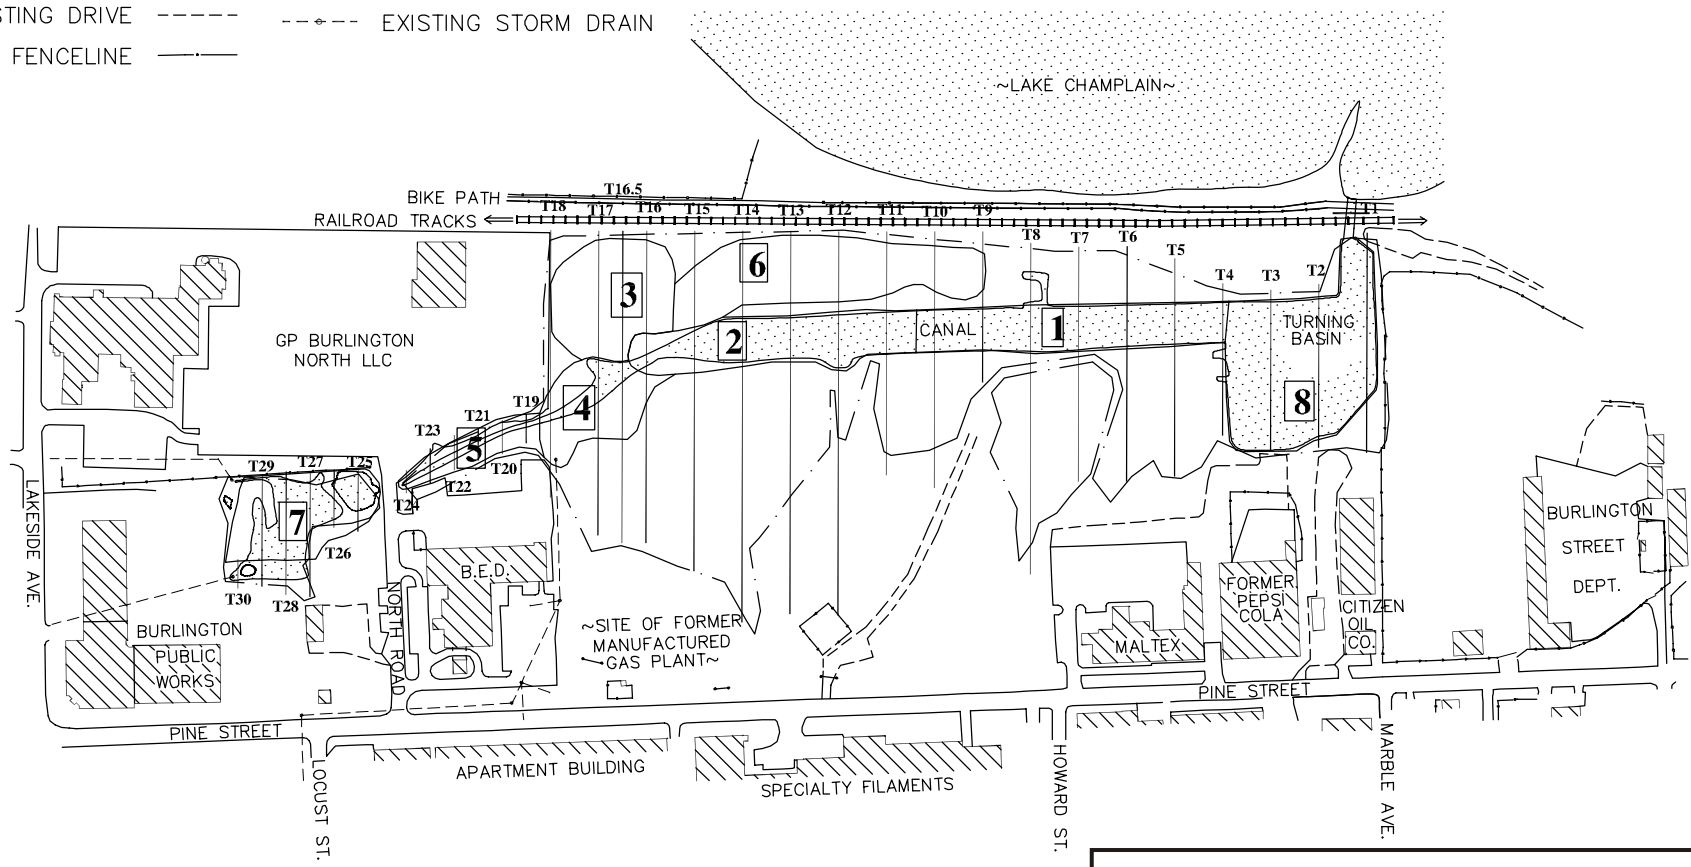 STING DRIVE
EXISTING STORM DRAIN
FENCELINE
~LAKE CHAMPLAIN~
BIKE PATH
T16.5
RAILROAD TRACKS
T18
T17
T16
T15
T14
T13
T12
T11
T10
T9
T1
T8
T7
T6
T5
T4
T3
T2
6
3
2
CANAL
1
TURNING
BASIN
GP BURLINGTON
NORTH LLC
4
8
T19
T21
T23
5
T20
T22
T24
T29
T27
T25
7
T26
T30
T28
LAKESIDE AVE.
BURLINGTON
STREET
DEPT.
B.E.D.
NORTH ROAD
FORMER
PEPSI
COLA
CITIZEN
OIL
CO.
MALTEX
~SITE OF FORMER
MANUFACTURED
GAS PLANT~
BURLINGTON
PUBLIC
WORKS
PINE STREET
PINE STREET
APARTMENT BUILDING
SPECIALTY FILAMENTS
LOCUST ST.
HOWARD ST.
MARBLE AVE.